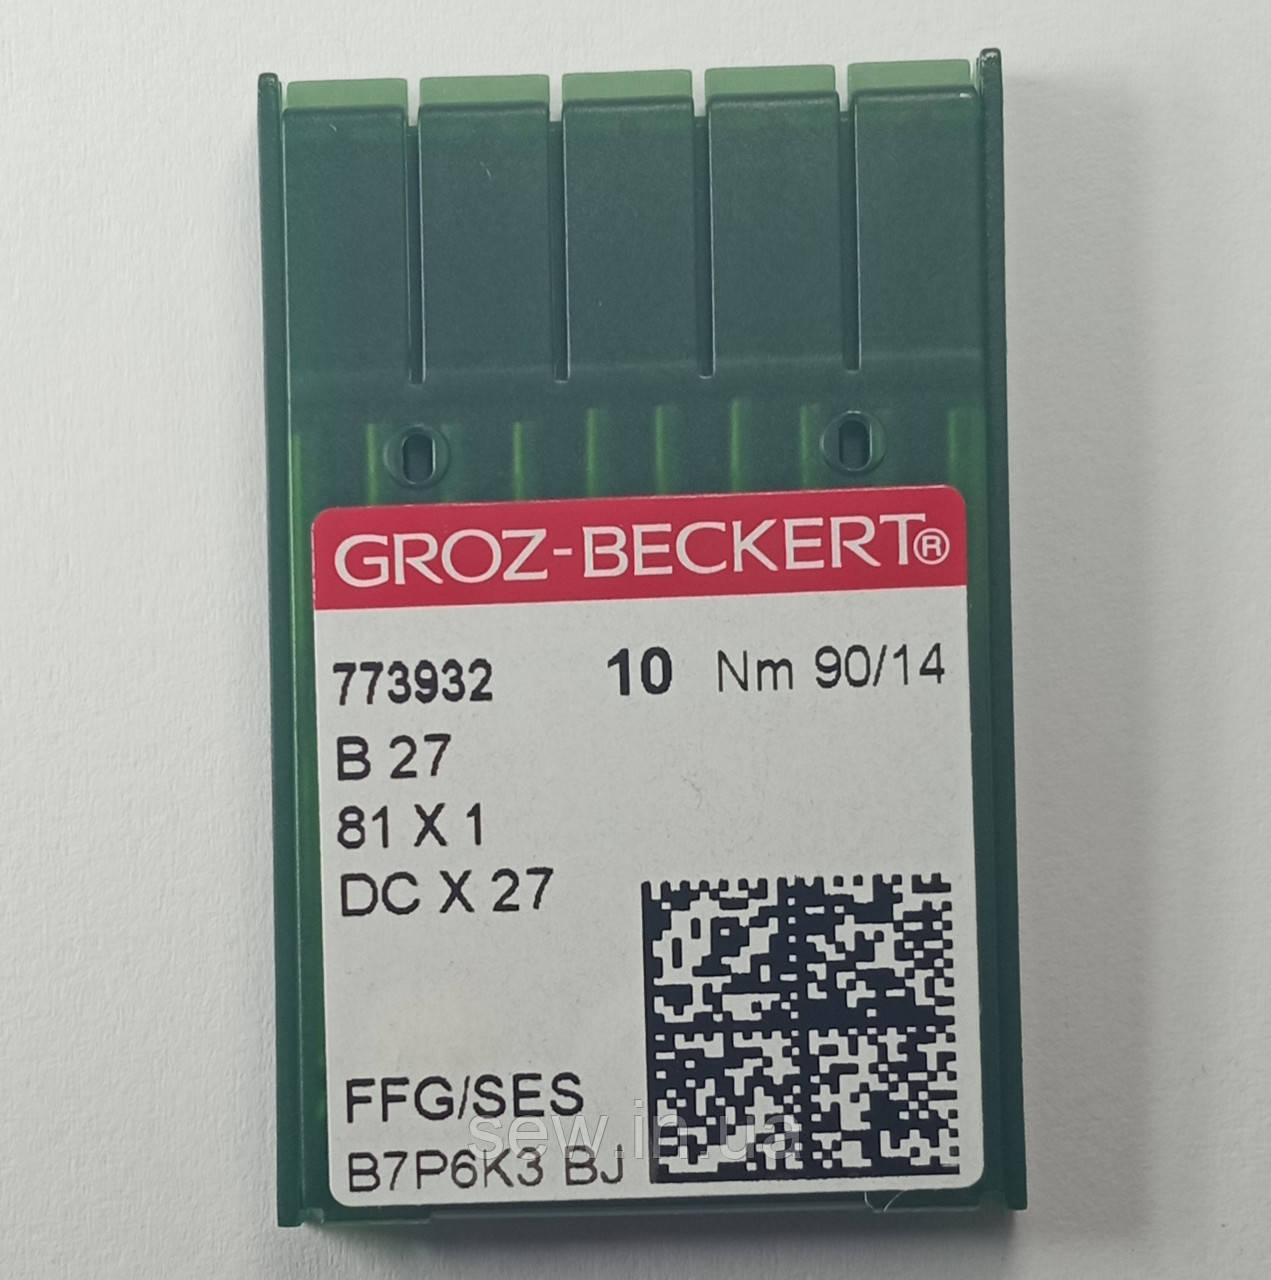 GROZ-BECKERT®
773932 10 Nm 90/14
B 27
81 X 1
DC X 27
FFG/SES
sew.in.ua
B7P6K3 BJ